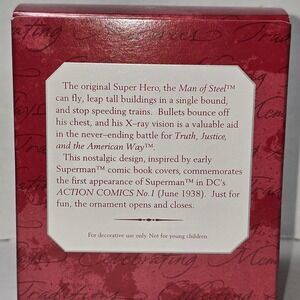 The original Super Hero, the Man of Steel™
can fly, leap tall buildings in a single bound,
and stop speeding trains. Bullets bounce off
his chest, and his X-ray vision is a valuable aid
in the never-ending battle for Truth, Justice,
and the American Way™.
This nostalgic design, inspired by early
Superman™ comic book covers, commemorates
the first appearance of Superman™ in DC's
ACTION COMICS No.1 (June 1938). Just for
fun, the ornament opens and closes.
For decorative use only. Not for young children.